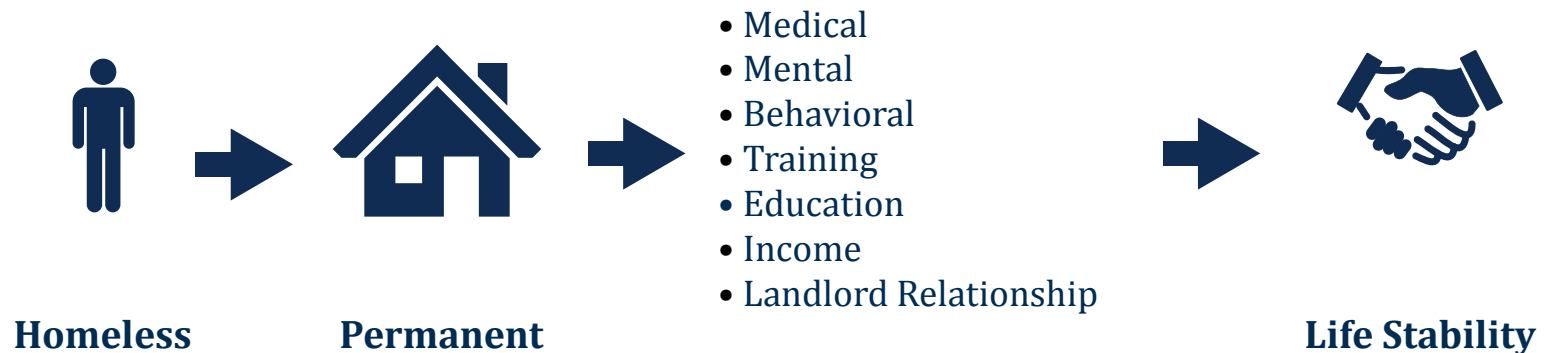 • Medical
• Mental
• Behavioral
• Training
• Education
• Income
• Landlord Relationship
Homeless
Permanent
Life Stability